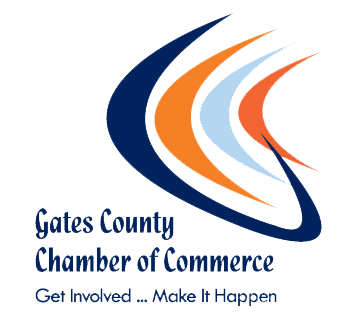 Gates County
Chamber of Commerce
Get Involved ... Make It Happen